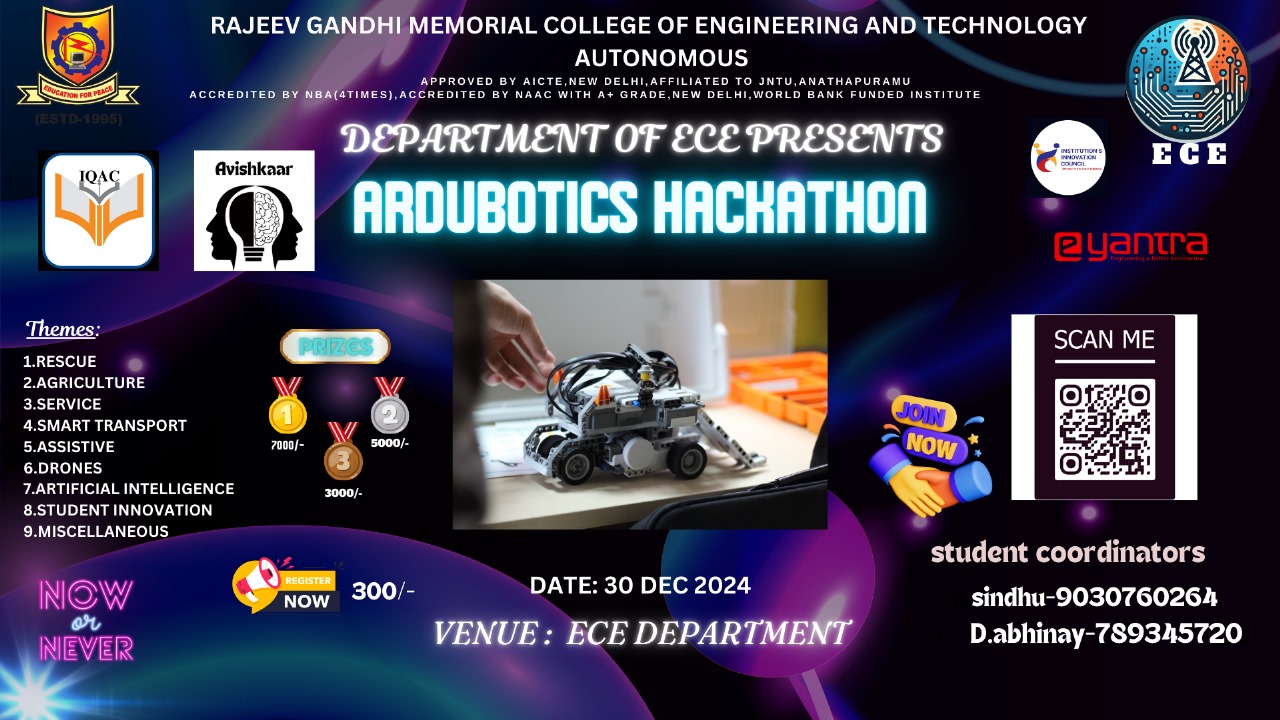 RAJEEV GANDHI MEMORIAL COLLEGE OF ENGINEERING AND TECHNOLOGY
AUTONOMOUS
APPROVED BY AICTE,NEW DELHI,AFFILIATED TO JNTU,ANATHAPURAMU
ACCREDITED BY NBA(4TIMES),ACCREDITED BY NAAC WITH A+ GRADE,NEW DELHI,WORLD BANK FUNDED INSTITUTE
EDUCATION FOR PEACE
(ESTD-1995)
DEPARTMENT OF ECE PRESENTS
ARDUBOTICS HACKATHON
IQAC
Avishkaar
INSTITUTION'S
INNOVATION
COUNCIL
ECE
eyantra
Themes:
1.RESCUE
2.AGRICULTURE
3.SERVICE
4.SMART TRANSPORT
5.ASSISTIVE
6.DRONES
7.ARTIFICIAL INTELLIGENCE
8.STUDENT INNOVATION
9.MISCELLANEOUS
PRIZES
1
2
7000/-
5000/-
3
3000/-
SCAN ME
JOIN
NOW
NOW
or
NEVER
REGISTER
NOW
300/-
DATE: 30 DEC 2024
VENUE : ECE DEPARTMENT
student coordinators
sindhu-9030760264
D.abhinay-789345720